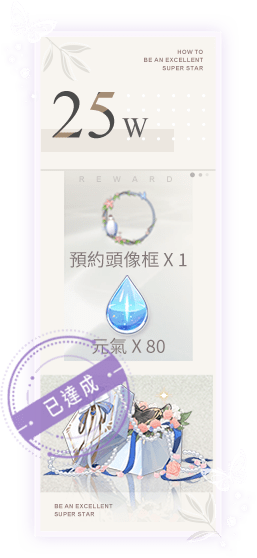 HOW TO
BE AN EXCELLENT
SUPER STAR
25W
REWARD
預約頭像框 X 1
元氣 X 80
已達成
BE AN EXCELLENT
SUPER STAR